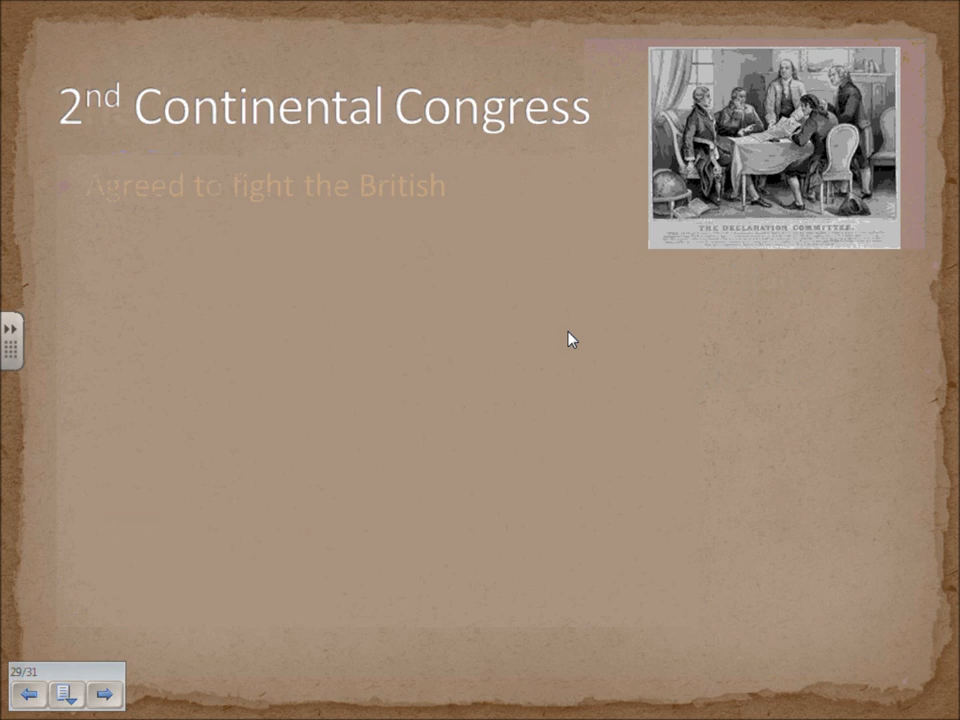 2nd Continental Congress
Agreed to fight the British
THE DECLARATION COMMITTEE.
29/31